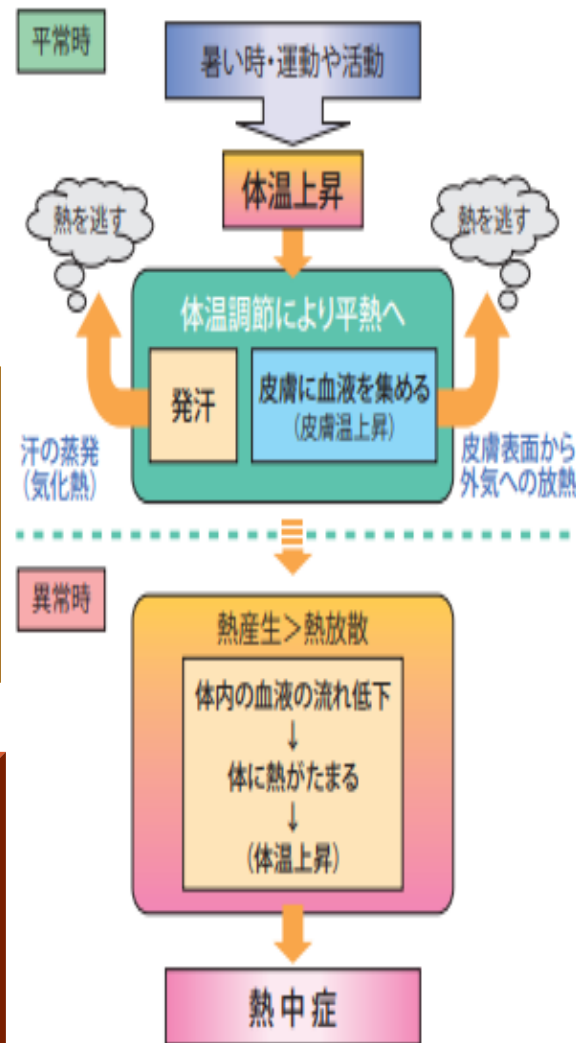 平常時
暑い時・運動や活動
体温上昇
熱を逃す
熱を逃す
体温調節により平熱へ
発汗
皮膚に血液を集める
(皮膚温上昇)
汗の蒸発
(気化熱)
皮膚表面から
外気への放熱
異常時
熱産生＞熱放散
体内の血液の流れ低下
↓
体に熱がたまる
↓
(体温上昇)
熱中症